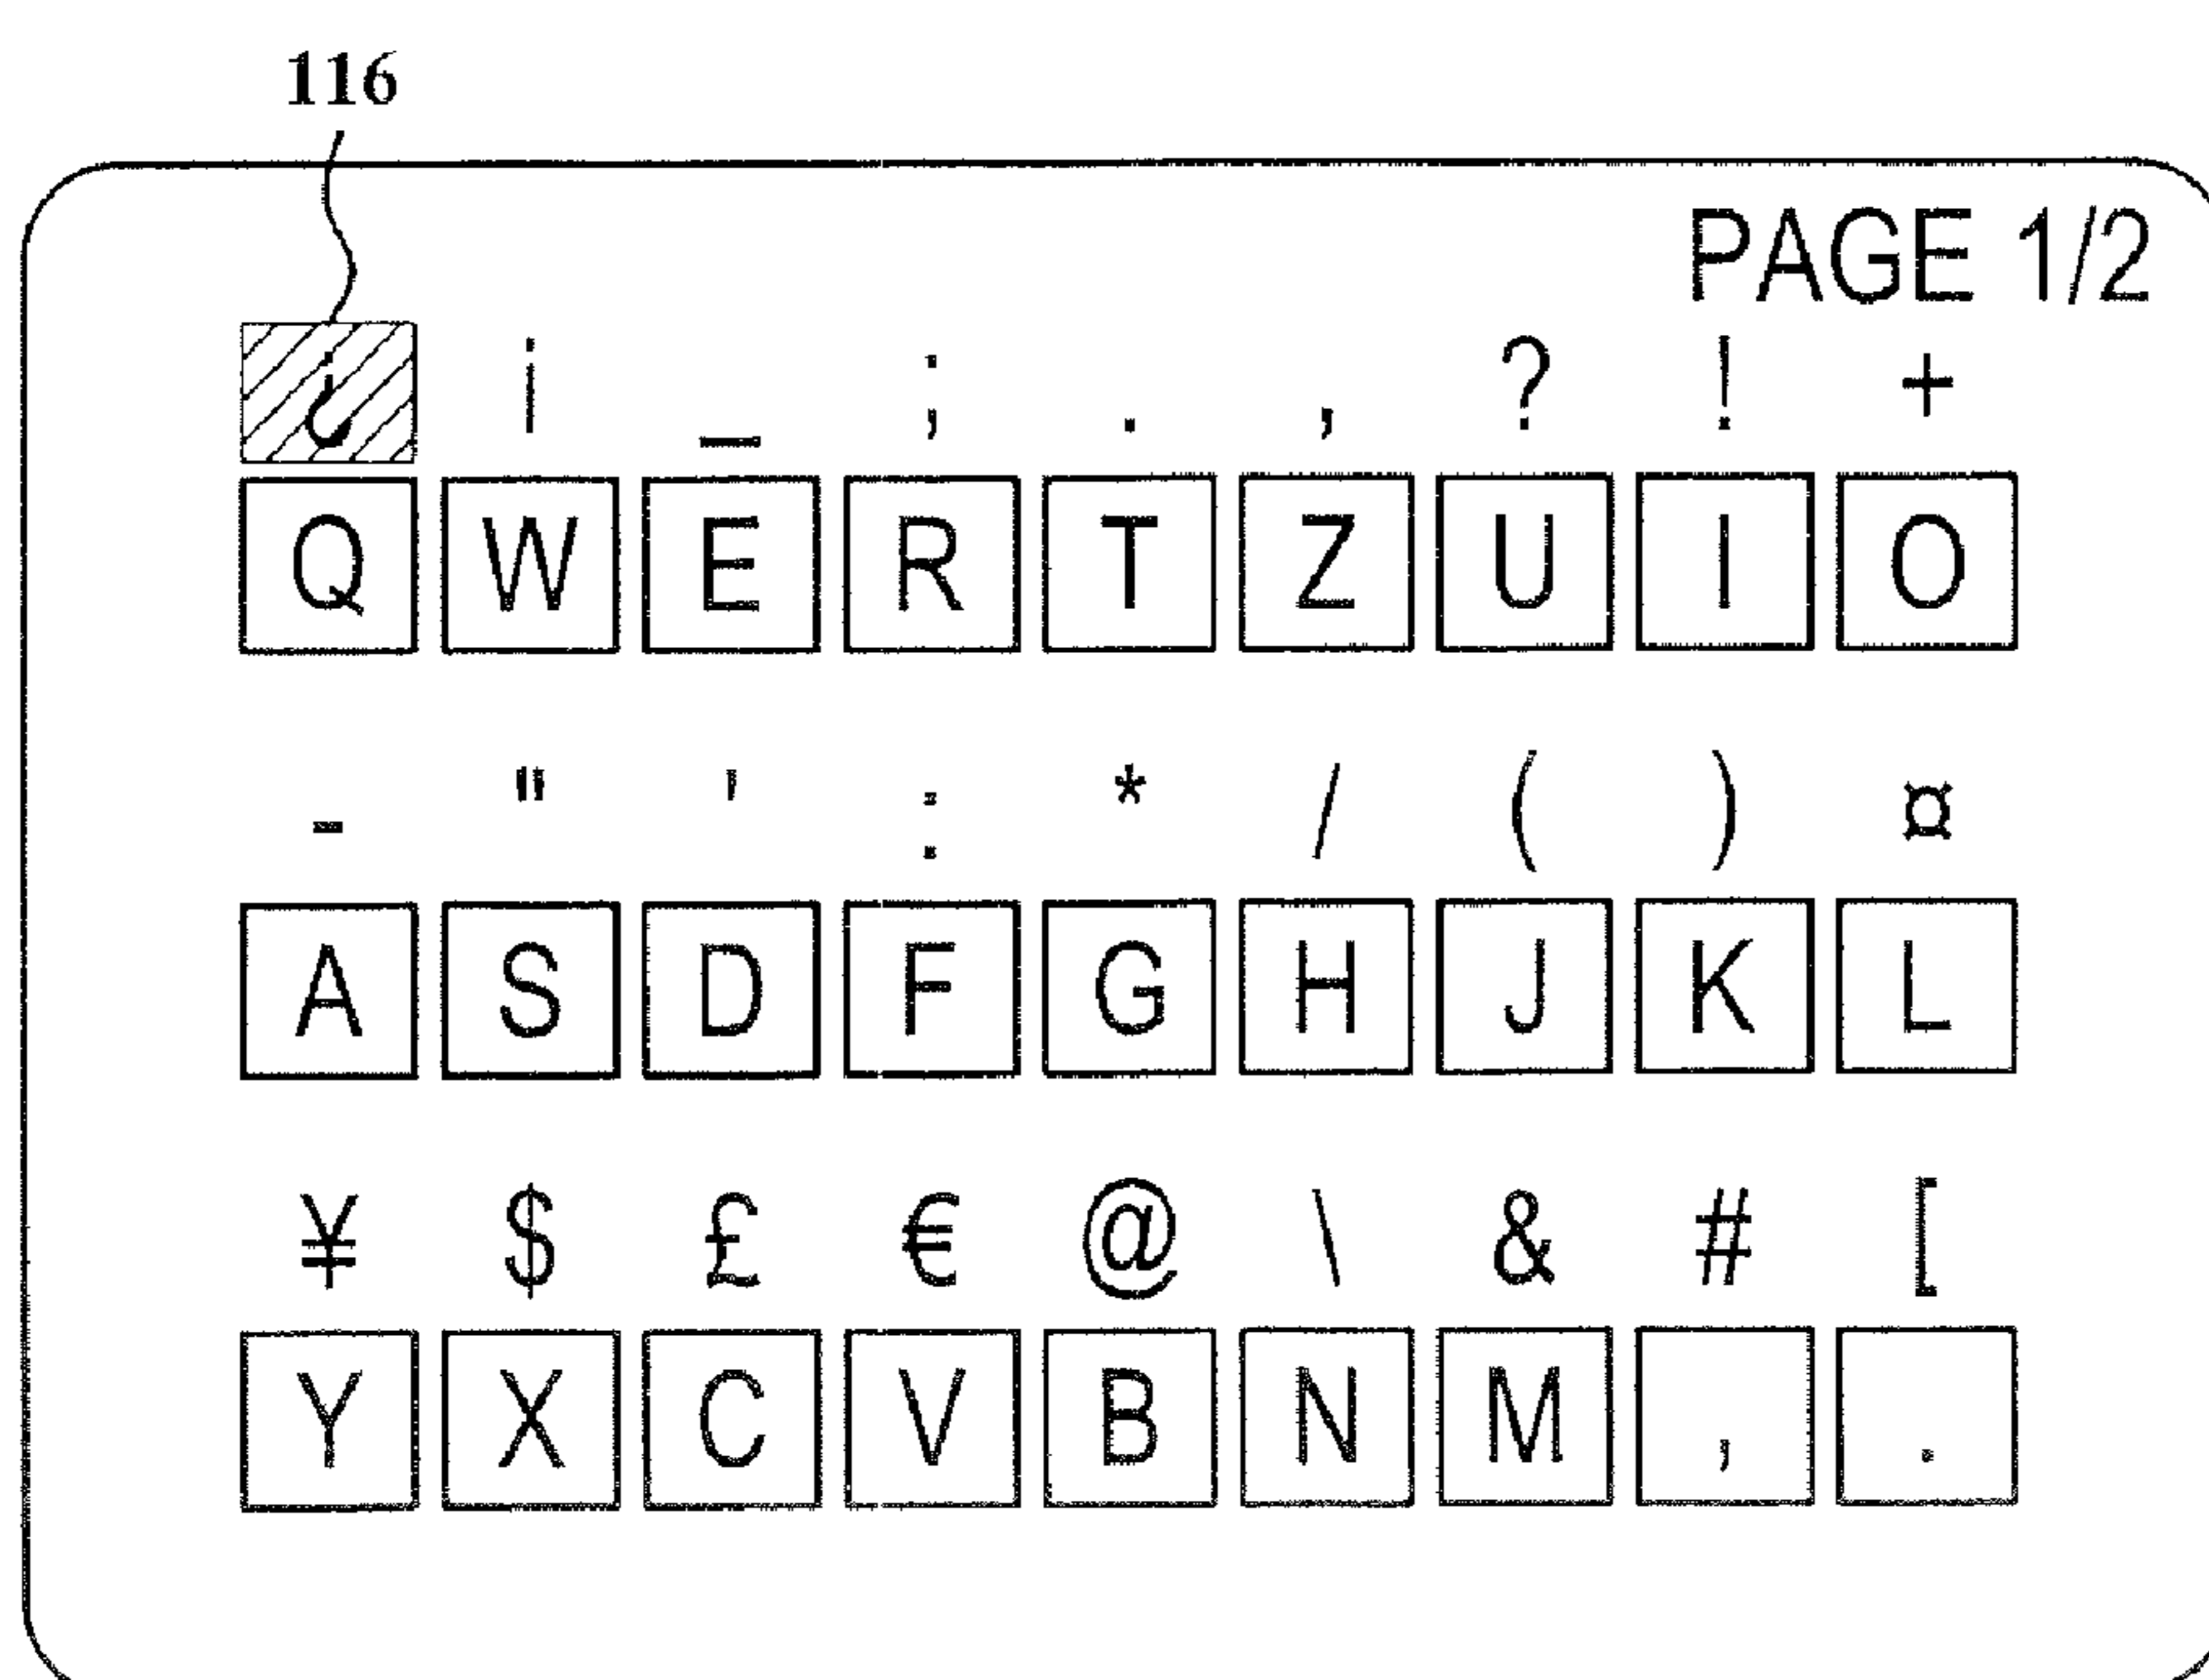 116
PAGE 1/2
¿ ¡ _ ; . , ? ! +
Q W E R T Z U I O
- " ' : * / ( ) ¤
A S D F G H J K L
¥ $ £ € @ \ & # [
Y X C V B N M , .